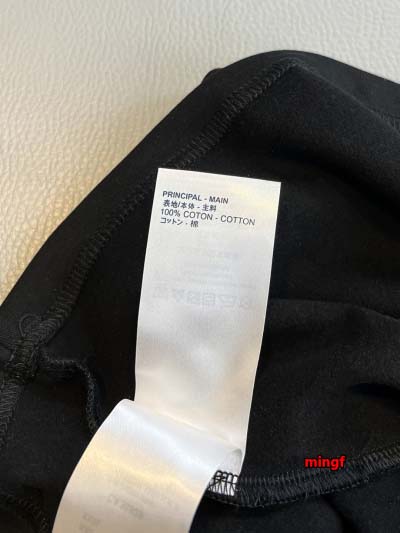 PRINCIPAL - MAIN
表地/本体 - 主料
100% COTON - COTTON
コットン - 棉
mingf